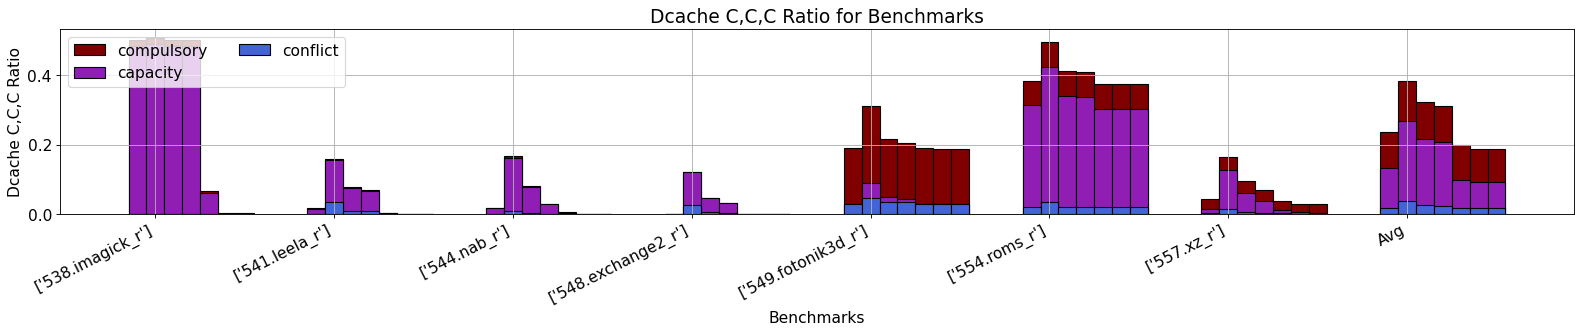 Dcache C,C,C Ratio for Benchmarks
Dcache C,C,C Ratio
0.4
0.2
0.0
compulsory
capacity
conflict
['538.imagick_r']
['541.leela_r']
['544.nab_r']
['548.exchange2_r']
['549.fotonik3d_r']
['554.roms_r']
['557.xz_r']
Avg
Benchmarks